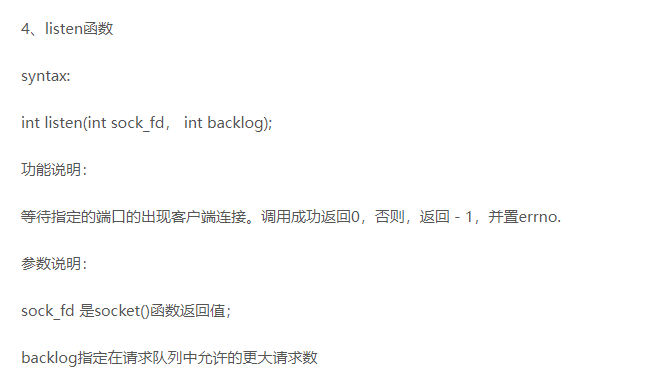 4、listen函数
syntax:
int listen(int sock_fd， int backlog);
功能说明：
等待指定的端口的出现客户端连接。调用成功返回0，否则，返回－1，并置errno.
参数说明：
sock_fd 是socket()函数返回值；
backlog指定在请求队列中允许的更大请求数